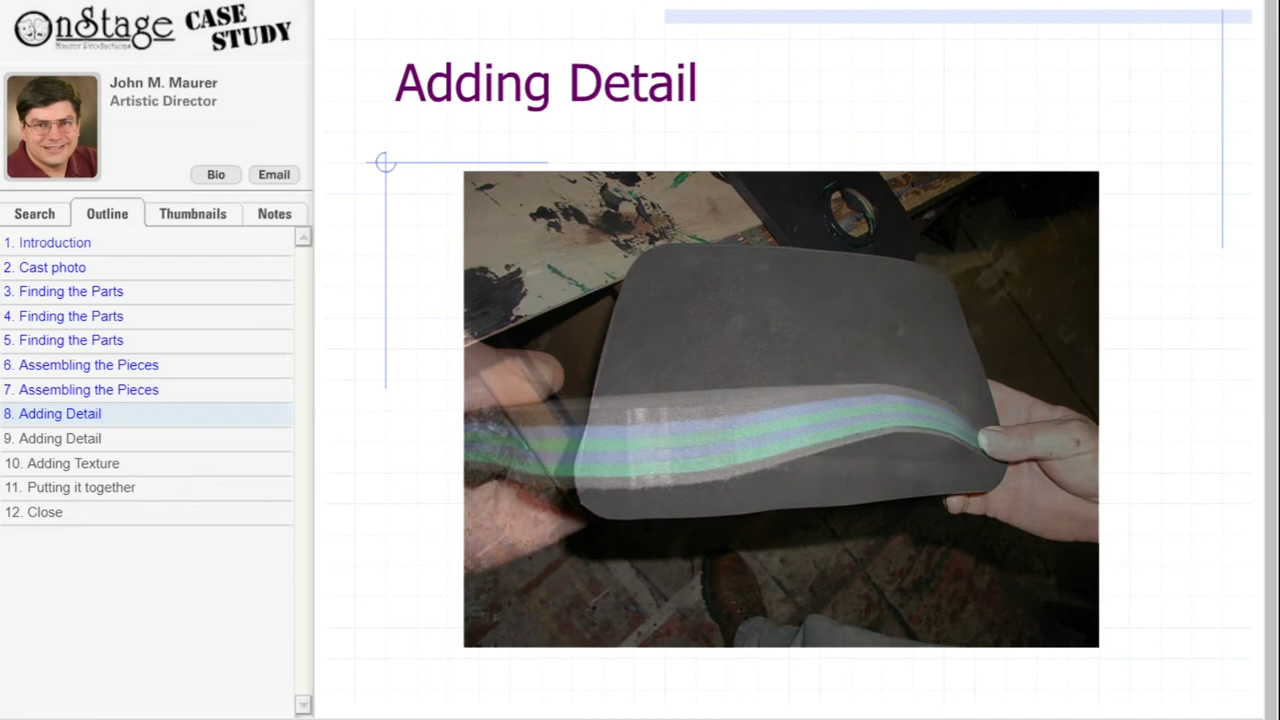 OnStage CASE STUDY
Maurer Productions
John M. Maurer
Artistic Director
Bio Email
Search Outline Thumbnails Notes
1. Introduction
2. Cast photo
3. Finding the Parts
4. Finding the Parts
5. Finding the Parts
6. Assembling the Pieces
7. Assembling the Pieces
8. Adding Detail
9. Adding Detail
10. Adding Texture
11. Putting it together
12. Close
Adding Detail